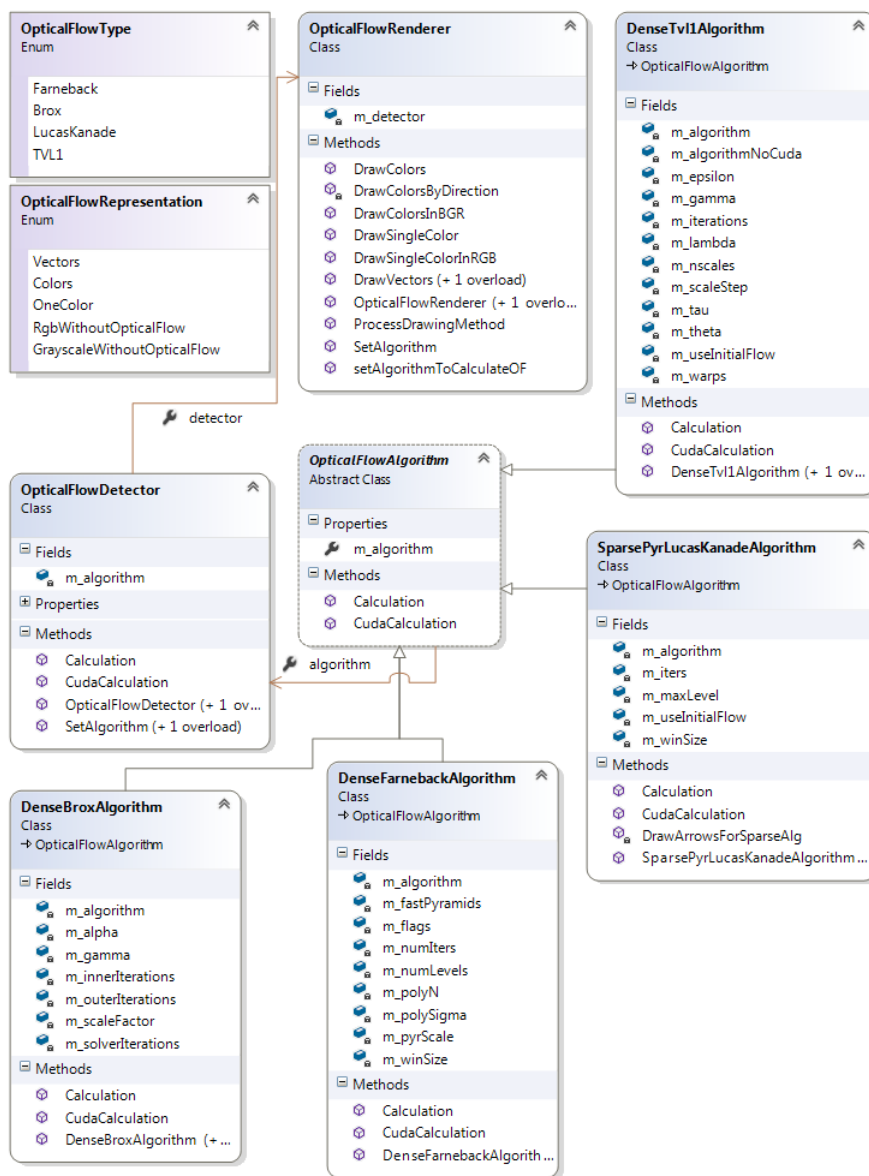 OpticalFlowType
Enum
Farneback
Brox
LucasKanade
TVL1
OpticalFlowRepresentation
Enum
Vectors
Colors
OneColor
RgbWithoutOpticalFlow
GrayscaleWithoutOpticalFlow
OpticalFlowRenderer
Class
Fields
m_detector
Methods
DrawColors
DrawColorsByDirection
DrawColorsInBGR
DrawSingleColor
DrawSingleColorInRGB
DrawVectors (+ 1 overload)
OpticalFlowRenderer (+ 1 overlo...
ProcessDrawingMethod
SetAlgorithm
setAlgorithmToCalculateOF
DenseTvl1Algorithm
Class
OpticalFlowAlgorithm
Fields
m_algorithm
m_algorithmNoCuda
m_epsilon
m_gamma
m_iterations
m_lambda
m_nscales
m_scaleStep
m_tau
m_theta
m_useInitialFlow
m_warps
Methods
Calculation
CudaCalculation
DenseTvl1Algorithm (+ 1 ov...
detector
OpticalFlowDetector
Class
Fields
m_algorithm
Properties
Methods
Calculation
CudaCalculation
OpticalFlowDetector (+ 1 ov...
SetAlgorithm (+ 1 overload)
OpticalFlowAlgorithm
Abstract Class
Properties
m_algorithm
Methods
Calculation
CudaCalculation
algorithm
SparsePyrLucasKanadeAlgorithm
Class
OpticalFlowAlgorithm
Fields
m_algorithm
m_iters
m_maxLevel
m_useInitialFlow
m_winSize
Methods
Calculation
CudaCalculation
DrawArrowsForSparseAlg
SparsePyrLucasKanadeAlgorithm...
DenseBroxAlgorithm
Class
OpticalFlowAlgorithm
Fields
m_algorithm
m_alpha
m_gamma
m_innerIterations
m_outerIterations
m_scaleFactor
m_solverIterations
Methods
Calculation
CudaCalculation
DenseBroxAlgorithm (+ ...
DenseFarnebackAlgorithm
Class
OpticalFlowAlgorithm
Fields
m_algorithm
m_fastPyramids
m_flags
m_numIters
m_numLevels
m_polyN
m_polySigma
m_pyrScale
m_winSize
Methods
Calculation
CudaCalculation
DenseFarnebackAlgorith...